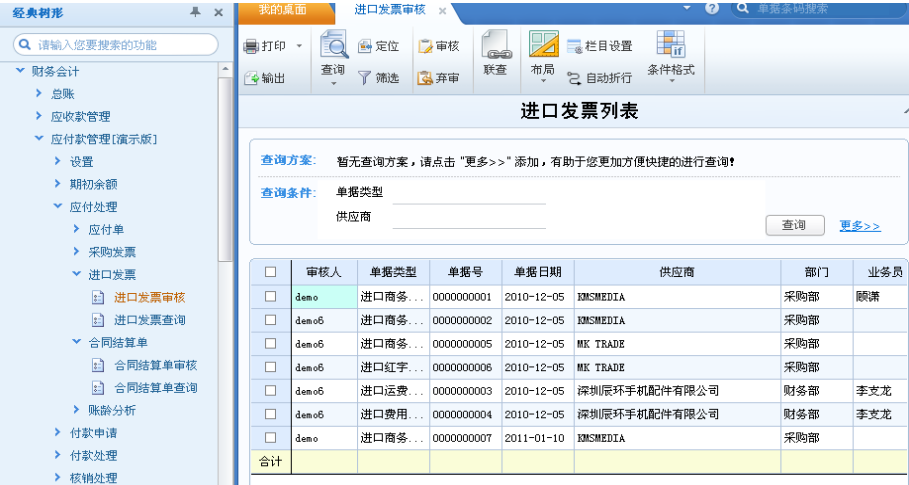 经典树形
请输入您要搜索的功能
财务会计
总账
应收款管理
应付款管理[演示版]
设置
期初余额
应付处理
应付单
采购发票
进口发票
进口发票审核
进口发票查询
合同结算单
合同结算单审核
合同结算单查询
账龄分析
付款申请
付款处理
核销处理
我的桌面 进口发票审核 单据条码搜索
打印 查询 定位 审核 联查 布局 栏目设置 条件格式
输出 筛选 弃审 自动折行
进口发票列表
查询方案: 暂无查询方案,请点击"更多>>"添加,有助于您更加方便快捷的进行查询!
查询条件: 单据类型
供应商
查询 更多>>
审核人 单据类型 单据号 单据日期 供应商 部门 业务员
demo 进口商务... 0000000001 2010-12-05 KMSMEDIA 采购部 顾潇
demo6 进口商务... 0000000002 2010-12-05 KMSMEDIA 采购部
demo6 进口商务... 0000000005 2010-12-05 MK TRADE 采购部
demo6 进口红字... 0000000006 2010-12-05 MK TRADE 采购部
demo6 进口运费... 0000000003 2010-12-05 深圳辰环手机配件有限公司 财务部 李支龙
demo6 进口费用... 0000000004 2010-12-05 深圳辰环手机配件有限公司 财务部 李支龙
demo 进口商务... 0000000007 2011-01-10 KMSMEDIA 采购部
合计